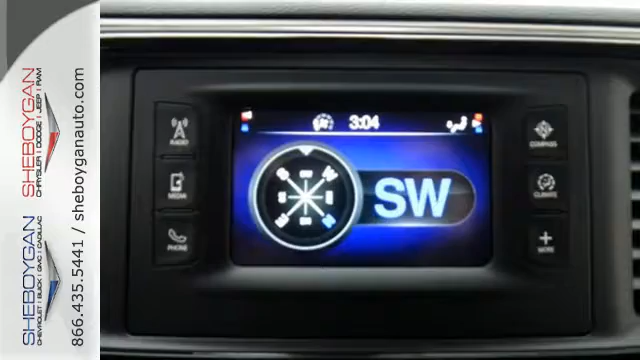 SHEBOYGAN
CHRYSLER | DODGE | JEEP | RAM
SHEBOYGAN
CHEVROLET | BUICK | GMC | CADILLAC
866.435.5441 / sheboyganauto.com
3:04
RADIO
MEDIA
PHONE
SW
COMPASS
CLIMATE
MORE